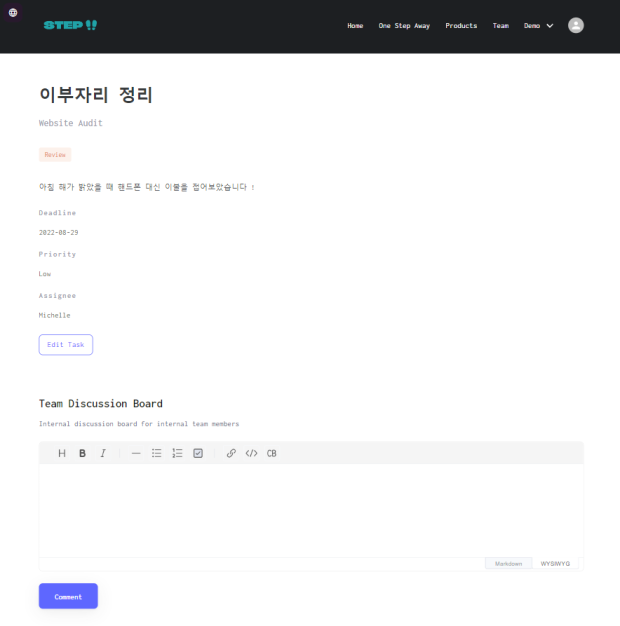 STEP
Home One Step Away Products Team Demo
이부자리 정리
Website Audit
Review
아침 해가 밝았을 때 핸드폰 대신 이불을 접어보았습니다 !
Deadline
2022-08-29
Priority
Low
Assignee
Michelle
Edit Task
Team Discussion Board
Internal discussion board for internal team members
H B I CB
Markdown WYSIWYG
Comment